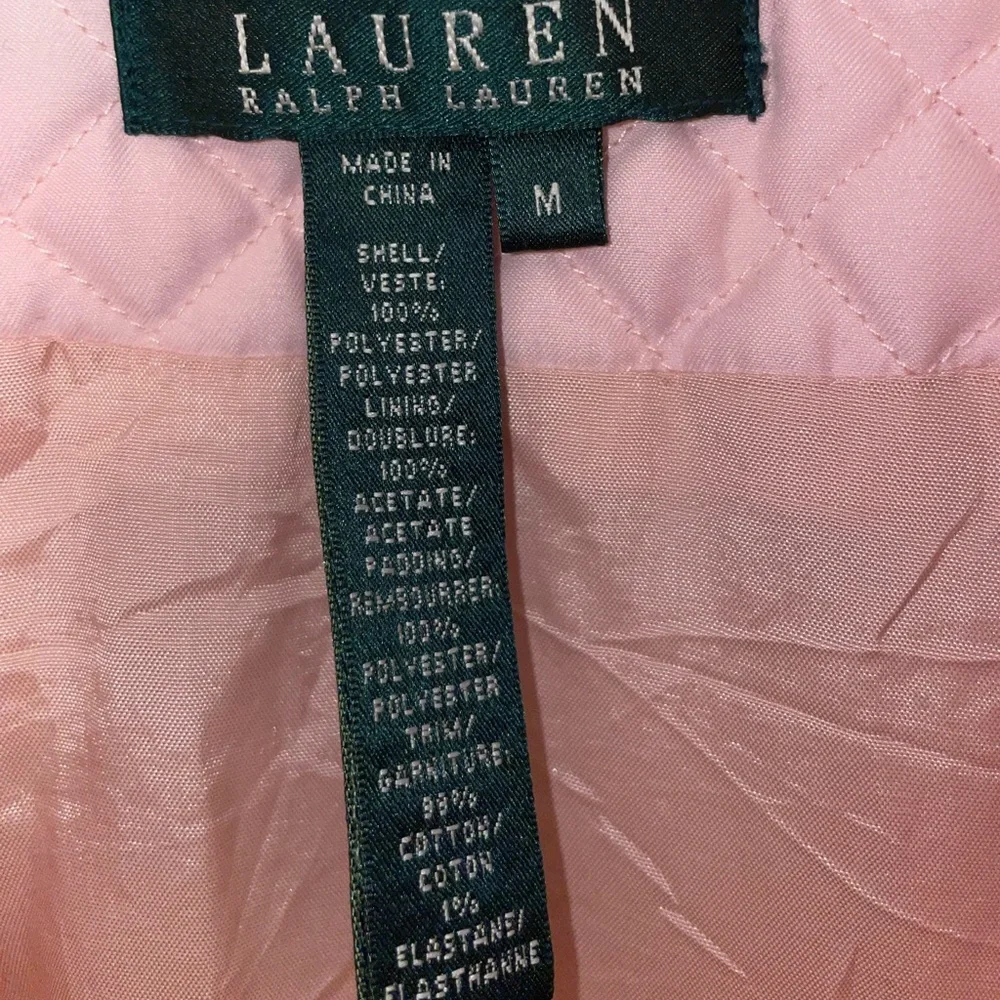 LAUREN
RALPH LAUREN
MADE IN
CHINA
M
SHELL/
VESTE:
100%
POLYESTER/
POLYESTER
LINING/
DOUBLURE:
100%
ACETATE/
ACETATE
PADDING/
REMBOURRER:
100%
POLYESTER/
POLYESTER
TRIM/
GARNITURE:
99%
COTTON/
COTON
1%
ELASTANE/
ELASTHANNE